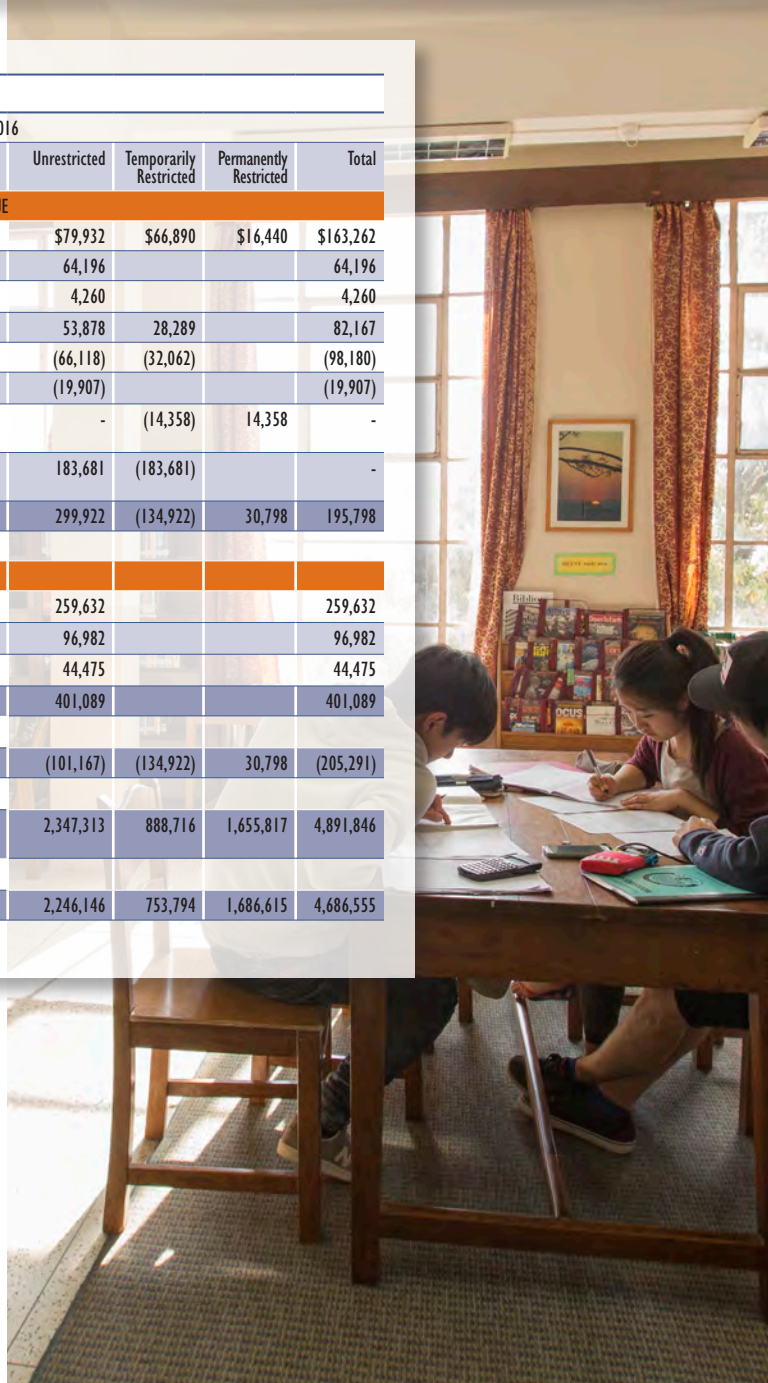 016
Unrestricted Temporarily Restricted Permanently Restricted Total
UE
$79,932 $66,890 $16,440 $163,262
64,196 64,196
4,260 4,260
53,878 28,289 82,167
(66,118) (32,062) (98,180)
(19,907) (19,907)
- (14,358) 14,358 -
183,681 (183,681) -
299,922 (134,922) 30,798 195,798
259,632 259,632
96,982 96,982
44,475 44,475
401,089 401,089
(101,167) (134,922) 30,798 (205,291)
2,347,313 888,716 1,655,817 4,891,846
2,246,146 753,794 1,686,615 4,686,555
OCUS